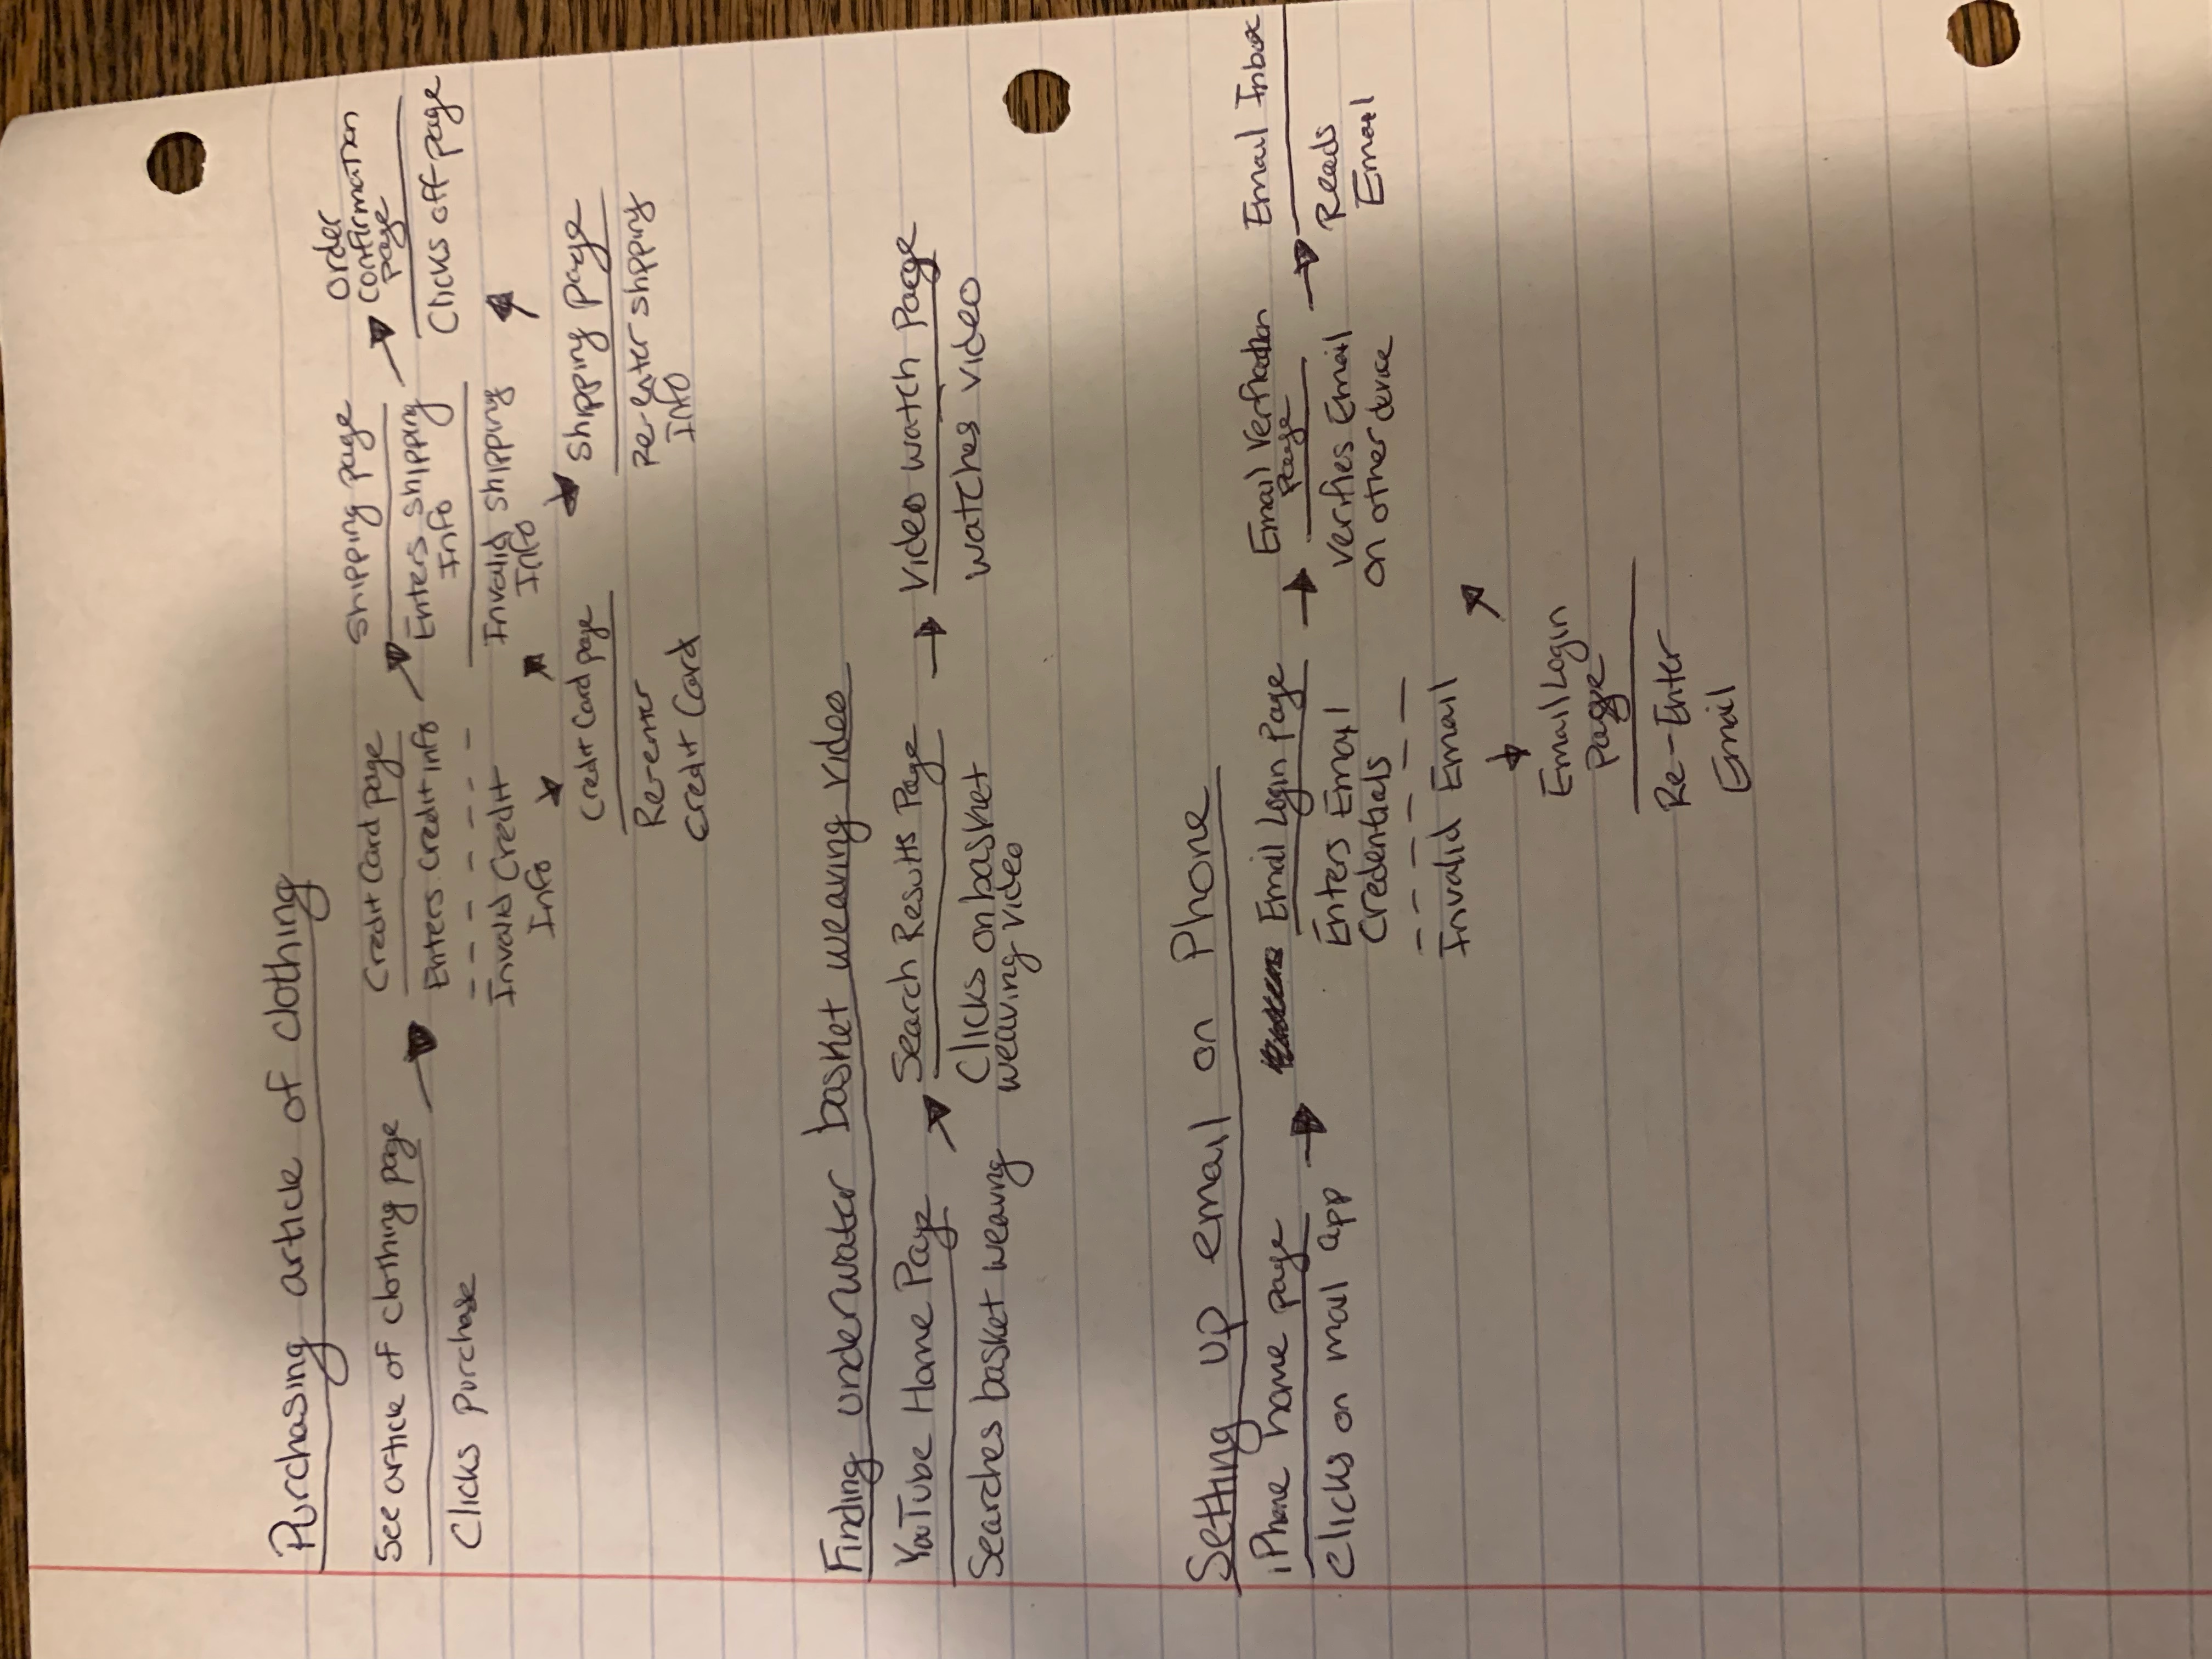 Purchasing article of clothing
See article of clothing page
Clicks purchase
Credit Card page
Enters Credit info
Invalid Credit
Info
Credit Card page
Re-enter
Credit Card
Shipping page
Enters shipping
Info
Invalid shipping
Info
Shipping page
Re-enter shpping
Info
Order
confirmation
page
Clicks off page
Finding underwater basket weaving video
YouTube Home Page
Searches basket weavng
Search Results Page
Clicks on basket
weaving video
Video watch Page
watches video
Setting up email on Phone
iPhone home page
Clicks on mail app
Email Login Page
Enters Email
Credentials
Invalid Email
Email Login
Page
Re-Enter
Email
Email Verfication
Page
Verifies Email
on other device
Email Inbox
Reads
Email